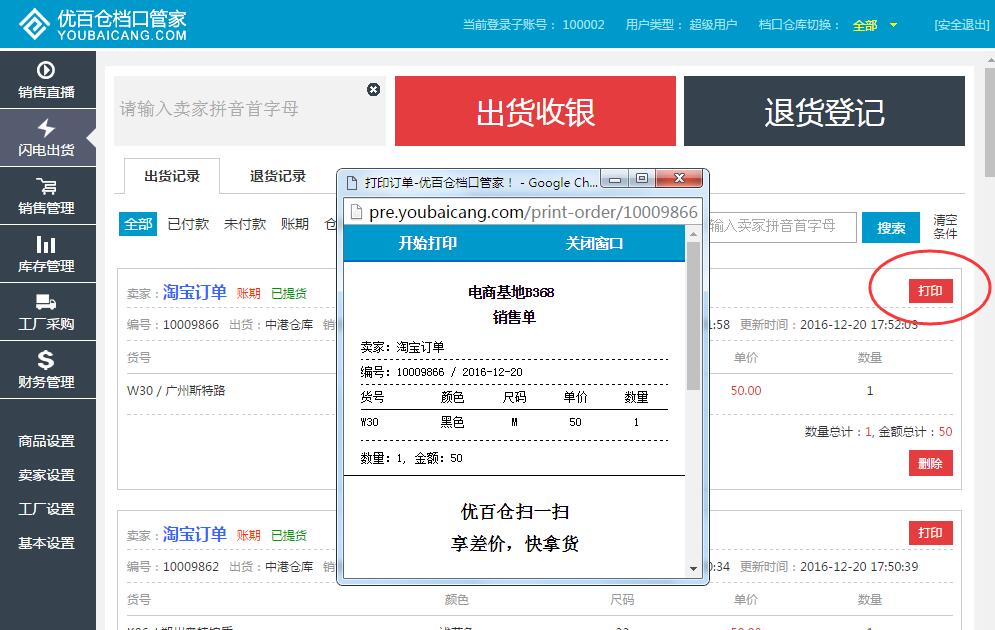 优百仓档口管家
YOUBAICANG.COM
当前登录子账号： 100002 用户类型： 超级用户 档口仓库切换： 全部 [安全退出]
销售直播
闪电出货
销售管理
库存管理
工厂采购
财务管理
商品设置
卖家设置
工厂设置
基本设置
请输入卖家拼音首字母
出货收银
退货登记
出货记录 退货记录
全部 已付款 未付款 账期 仓
输入卖家拼音首字母 搜索 清空
条件
卖家：淘宝订单 账期 已提货 打印
编号：10009866 出货：中港仓库 销
:58 更新时间：2016-12-20 17:52:03
货号 单价 数量
W30 / 广州斯特路 50.00 1
数量总计：1, 金额总计：50
删除
打印订单-优百仓档口管家！ - Google Ch...
pre.youbaicang.com/print-order/10009866
开始打印 关闭窗口
电商基地B368
销售单
卖家：淘宝订单
编号：10009866 / 2016-12-20
货号 颜色 尺码 单价 数量
W30 黑色 M 50 1
数量：1, 金额：50
优百仓扫一扫
享差价，快拿货
卖家：淘宝订单 账期 已提货 打印
编号：10009862 出货：中港仓库 销
:34 更新时间：2016-12-20 17:50:39
货号 颜色 尺码 单价 数量